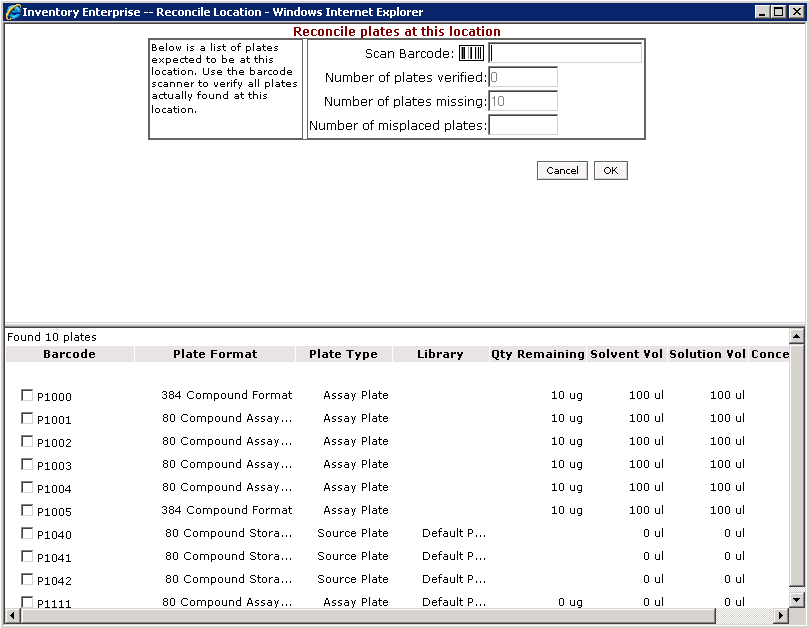 Inventory Enterprise -- Reconcile Location - Windows Internet Explorer
Reconcile plates at this location
Below is a list of plates
expected to be at this
location. Use the barcode
scanner to verify all plates
actually found at this
location.
Scan Barcode:
Number of plates verified: 0
Number of plates missing: 10
Number of misplaced plates:
Cancel OK
Found 10 plates
Barcode Plate Format Plate Type Library Qty Remaining Solvent Vol Solution Vol Conce
P1000 384 Compound Format Assay Plate 10 ug 100 ul 100 ul
P1001 80 Compound Assay... Assay Plate 10 ug 100 ul 100 ul
P1002 80 Compound Assay... Assay Plate 10 ug 100 ul 100 ul
P1003 80 Compound Assay... Assay Plate 10 ug 100 ul 100 ul
P1004 80 Compound Assay... Assay Plate 10 ug 100 ul 100 ul
P1005 384 Compound Format Assay Plate 10 ug 100 ul 100 ul
P1040 80 Compound Stora... Source Plate Default P... 0 ul 0 ul
P1041 80 Compound Stora... Source Plate Default P... 0 ul 0 ul
P1042 80 Compound Stora... Source Plate Default P... 0 ul 0 ul
P1111 80 Compound Assay... Assay Plate Default P... 0 ug 0 ul 0 ul